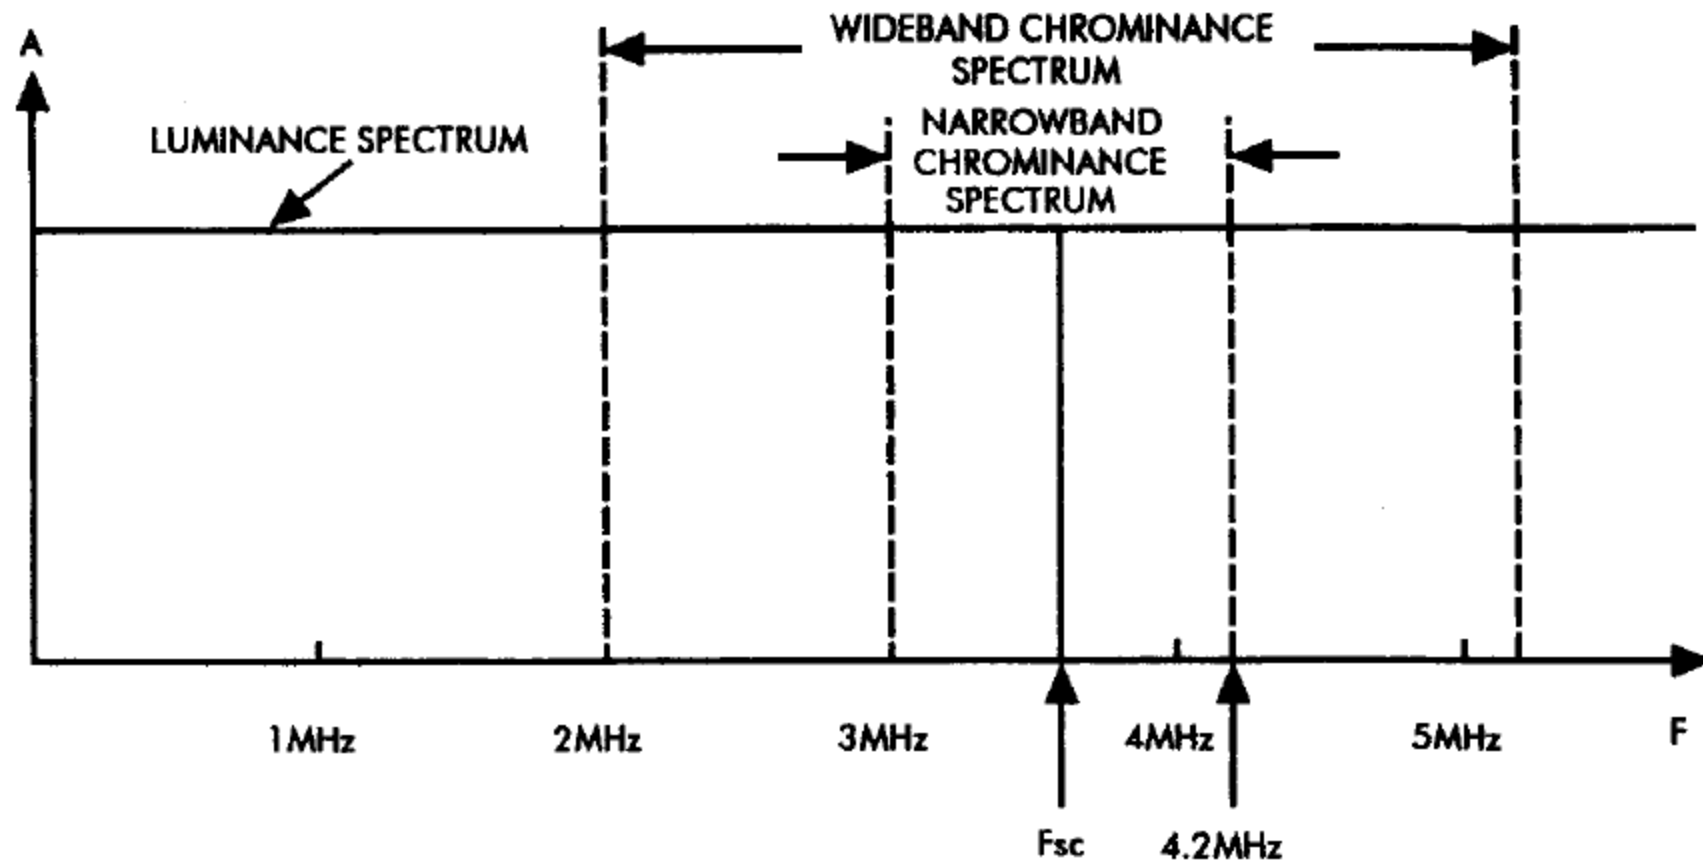 A
WIDEBAND CHROMINANCE
SPECTRUM
LUMINANCE SPECTRUM
NARROWBAND
CHROMINANCE
SPECTRUM
1MHz
2MHz
3MHz
4MHz
5MHz
F
Fsc
4.2MHz